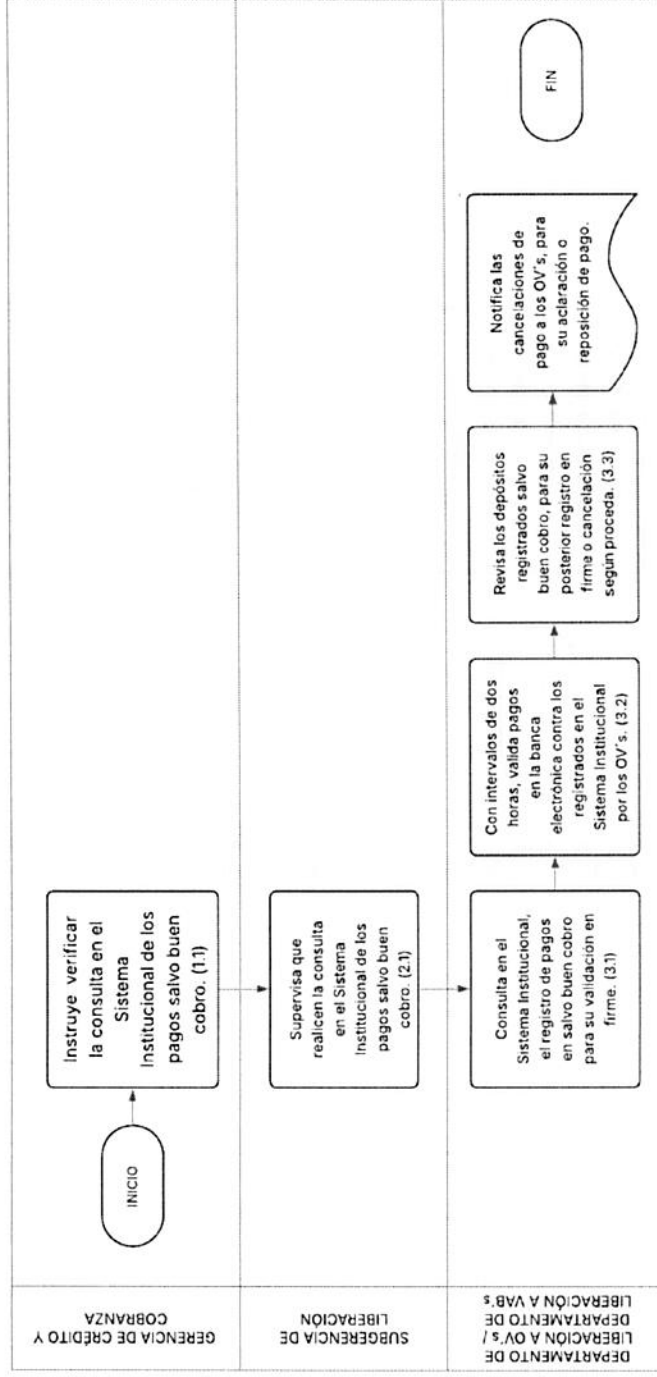 GERENCIA DE CRÉDITO Y
COBRANZA
INICIO
Instruye verificar
la consulta en el
Sistema
Institucional de los
pagos salvo buen
cobro. (1.1)
SUBGERENCIA DE
LIBERACIÓN
Supervisa que
realicen la consulta
en el Sistema
Institucional de los
pagos salvo buen
cobro. (2.1)
DEPARTAMENTO DE
LIBERACIÓN A OV's /
DEPARTAMENTO DE
LIBERACIÓN A VAB's
Consulta en el
Sistema Institucional,
el registro de pagos
en salvo buen cobro
para su validación en
firme. (3.1)
Con intervalos de dos
horas, valida pagos
en la banca
electrónica contra los
registrados en el
Sistema Institucional
por los OV's. (3.2)
Revisa los depósitos
registrados salvo
buen cobro, para su
posterior registro en
firme o cancelación
según proceda. (3.3)
Notifica las
cancelaciones de
pago a los OV's, para
su aclaración o
reposición de pago.
FIN